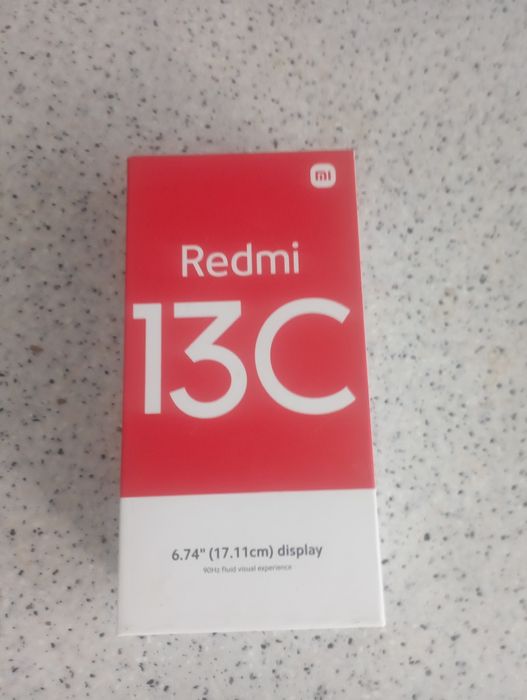 mi
Redmi
13C
6.74" (17.11cm) display
90Hz fluid visual experience